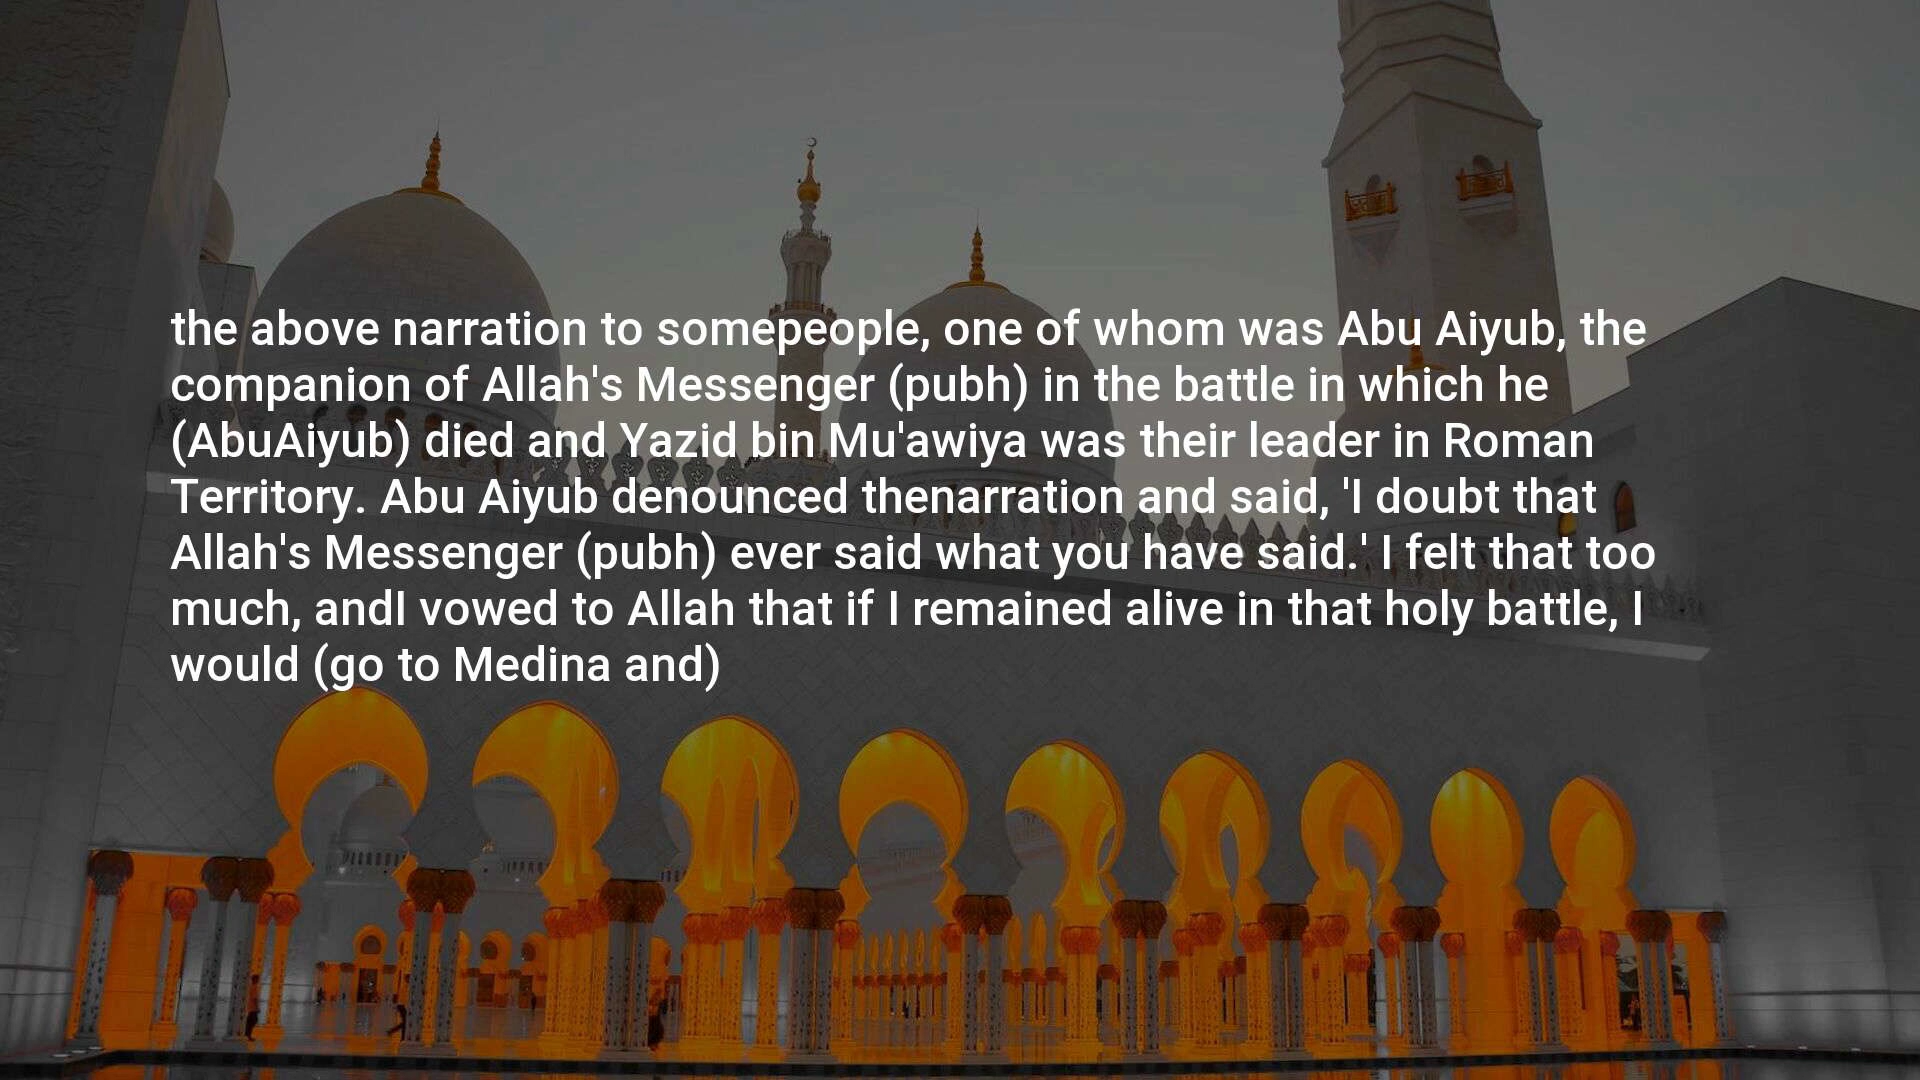 the above narration to somepeople, one of whom was Abu Aiyub, the
companion of Allah's Messenger (pubh) in the battle in which he
(AbuAiyub) died and Yazid bin Mu'awiya was their leader in Roman
Territory. Abu Aiyub denounced thenarration and said, 'I doubt that
Allah's Messenger (pubh) ever said what you have said.' I felt that too
much, andI vowed to Allah that if I remained alive in that holy battle, I
would (go to Medina and)